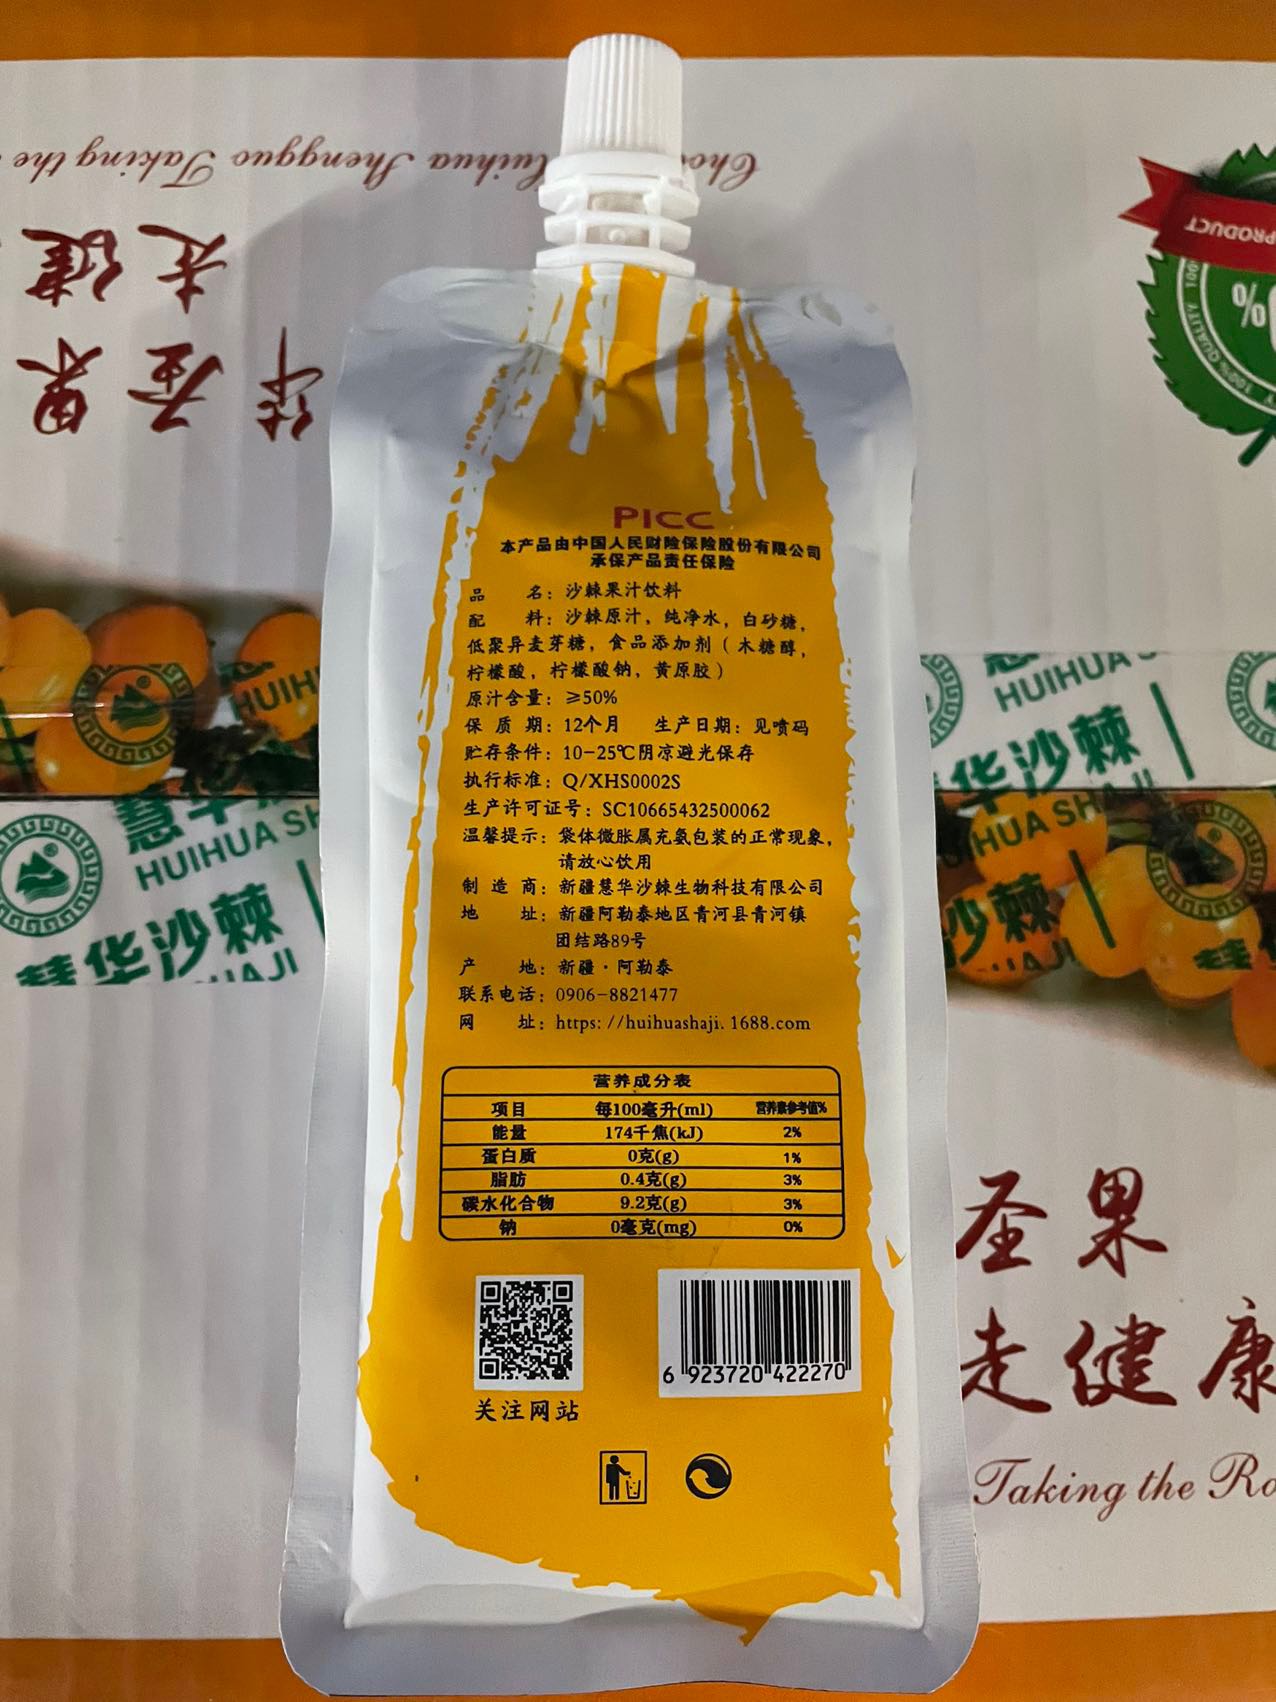 Taking the
健 走
果 圣 华
PRODUCT
100% QUALITY
PICC
本产品由中国人民财险保险股份有限公司
承保产品责任保险
品 名：沙棘果汁饮料
配 料：沙棘原汁，纯净水，白砂糖，
低聚异麦芽糖，食品添加剂（木糖醇，
柠檬酸，柠檬酸钠，黄原胶）
原汁含量：≥50%
保 质 期：12个月 生产日期：见喷码
贮存条件：10-25℃阴凉避光保存
执行标准：Q/XHS0002S
生产许可证号：SC10665432500062
温馨提示：袋体微胀属充氨包装的正常现象，
请放心饮用
制 造 商：新疆慧华沙棘生物科技有限公司
地 址：新疆阿勒泰地区青河县青河镇
团结路89号
产 地：新疆·阿勒泰
联系电话：0906-8821477
网 址：https: //huihuashaji. 1688.com
营养成分表
项目 每100毫升(ml) 营养素参考值%
能量 174千焦(kJ) 2%
蛋白质 0克(g) 1%
脂肪 0.4克(g) 3%
碳水化合物 9.2克(g) 3%
钠 0毫克(mg) 0%
6 923720 422270
关注网站
HUIHUA SH
慧华沙棘
HUIHUA
华沙棘
HUIHUA SHAJI
沙棘
圣果
走健康
Taking the Ro